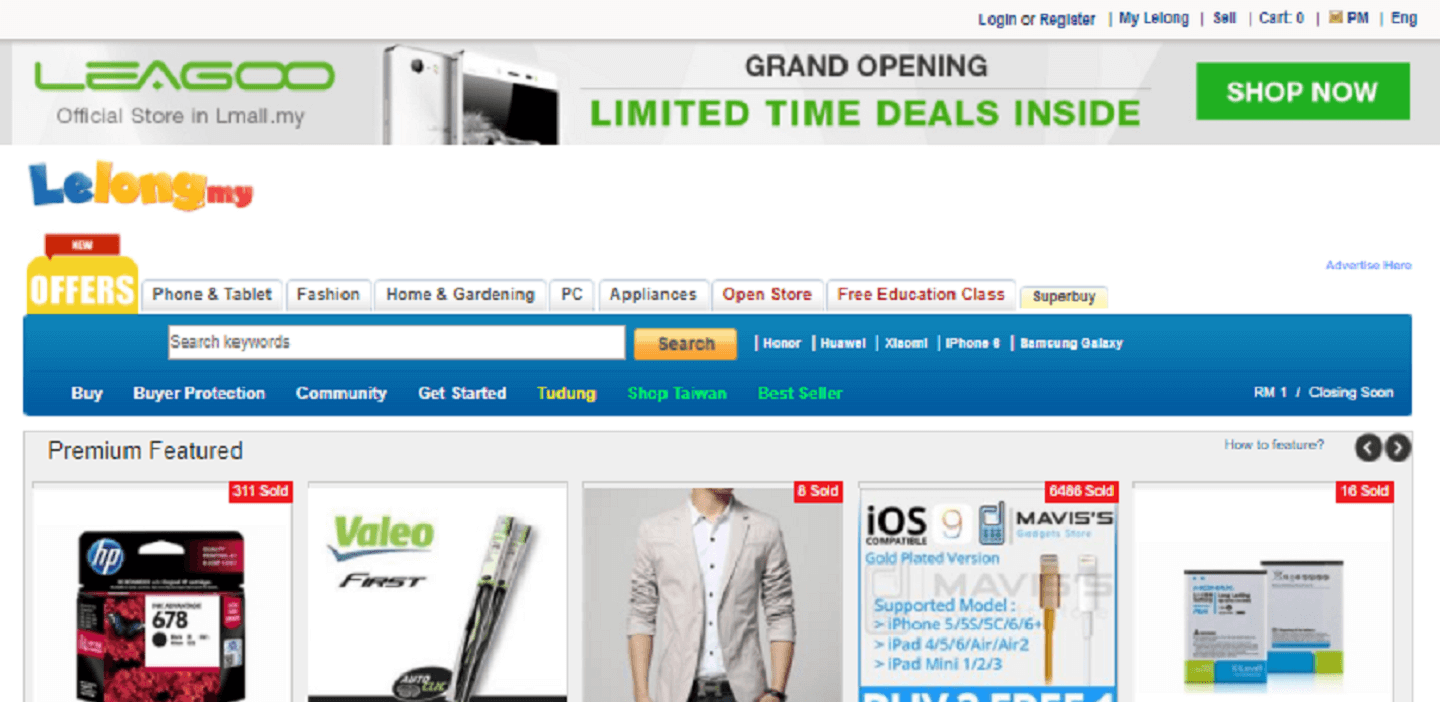 Login or Register | My Lelong | Sell | Cart: 0 | PM | Eng
LEAGOO
Official Store in Lmall.my
GRAND OPENING
LIMITED TIME DEALS INSIDE
SHOP NOW
Lelong my
NEW
OFFERS
Phone & Tablet
Fashion
Home & Gardening
PC
Appliances
Open Store
Free Education Class
Superbuy
Advertise Here
Search keywords
Search
| Honor | Huawei | Xiaomi | iPhone 6 | Samsung Galaxy
Buy Buyer Protection Community Get Started Tudung Shop Taiwan Best Seller
RM 1 / Closing Soon
Premium Featured
How to feature?
311 Sold
hp
678
Valeo
FIRST
AUTO
CLIC
8 Sold
6486 Sold
iOS 9
COMPATIBLE
MAVIS'S
Gadgets Store
Gold Plated Version
MAVIS'S
Supported Model :
> iPhone 5/5S/5C/6/6+
> iPad 4/5/6/Air/Air2
> iPad Mini 1/2/3
BUY 2 FREE 1
16 Sold